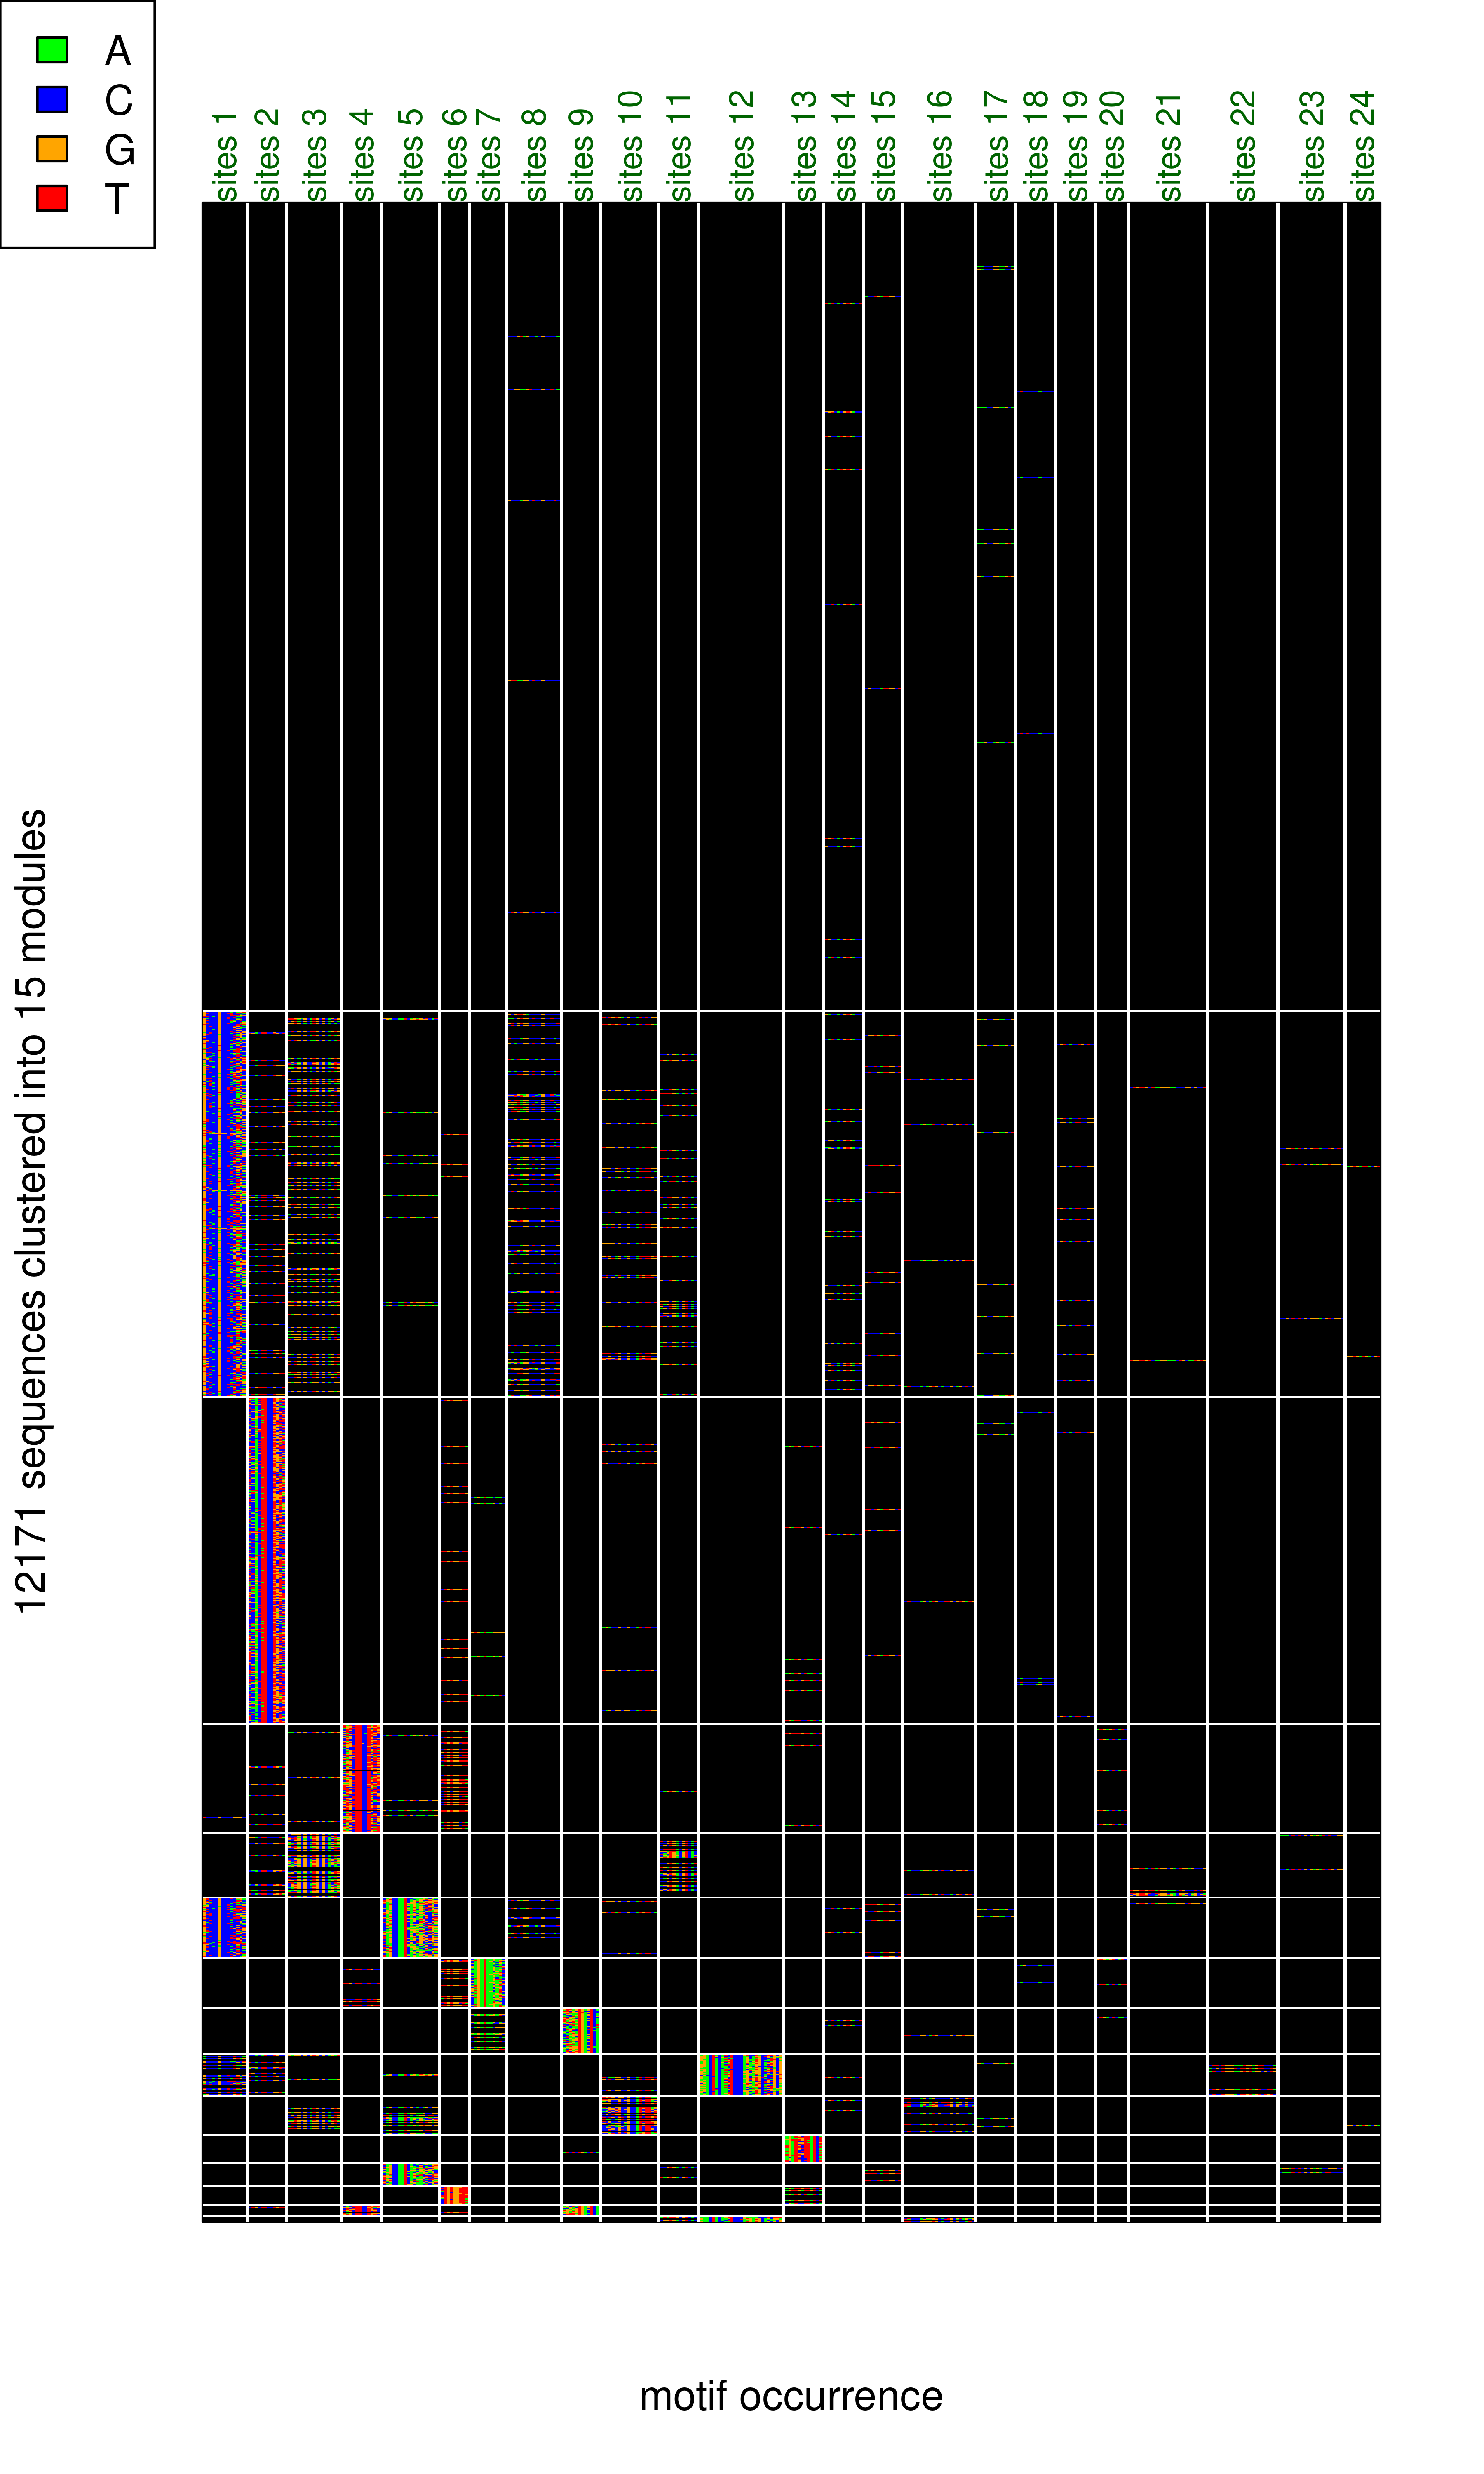 A
C
G
T
sites 1
sites 2
sites 3
sites 4
sites 5
sites 6
sites 7
sites 8
sites 9
sites 10
sites 11
sites 12
sites 13
sites 14
sites 15
sites 16
sites 17
sites 18
sites 19
sites 20
sites 21
sites 22
sites 23
sites 24
12171 sequences clustered into 15 modules
motif occurrence